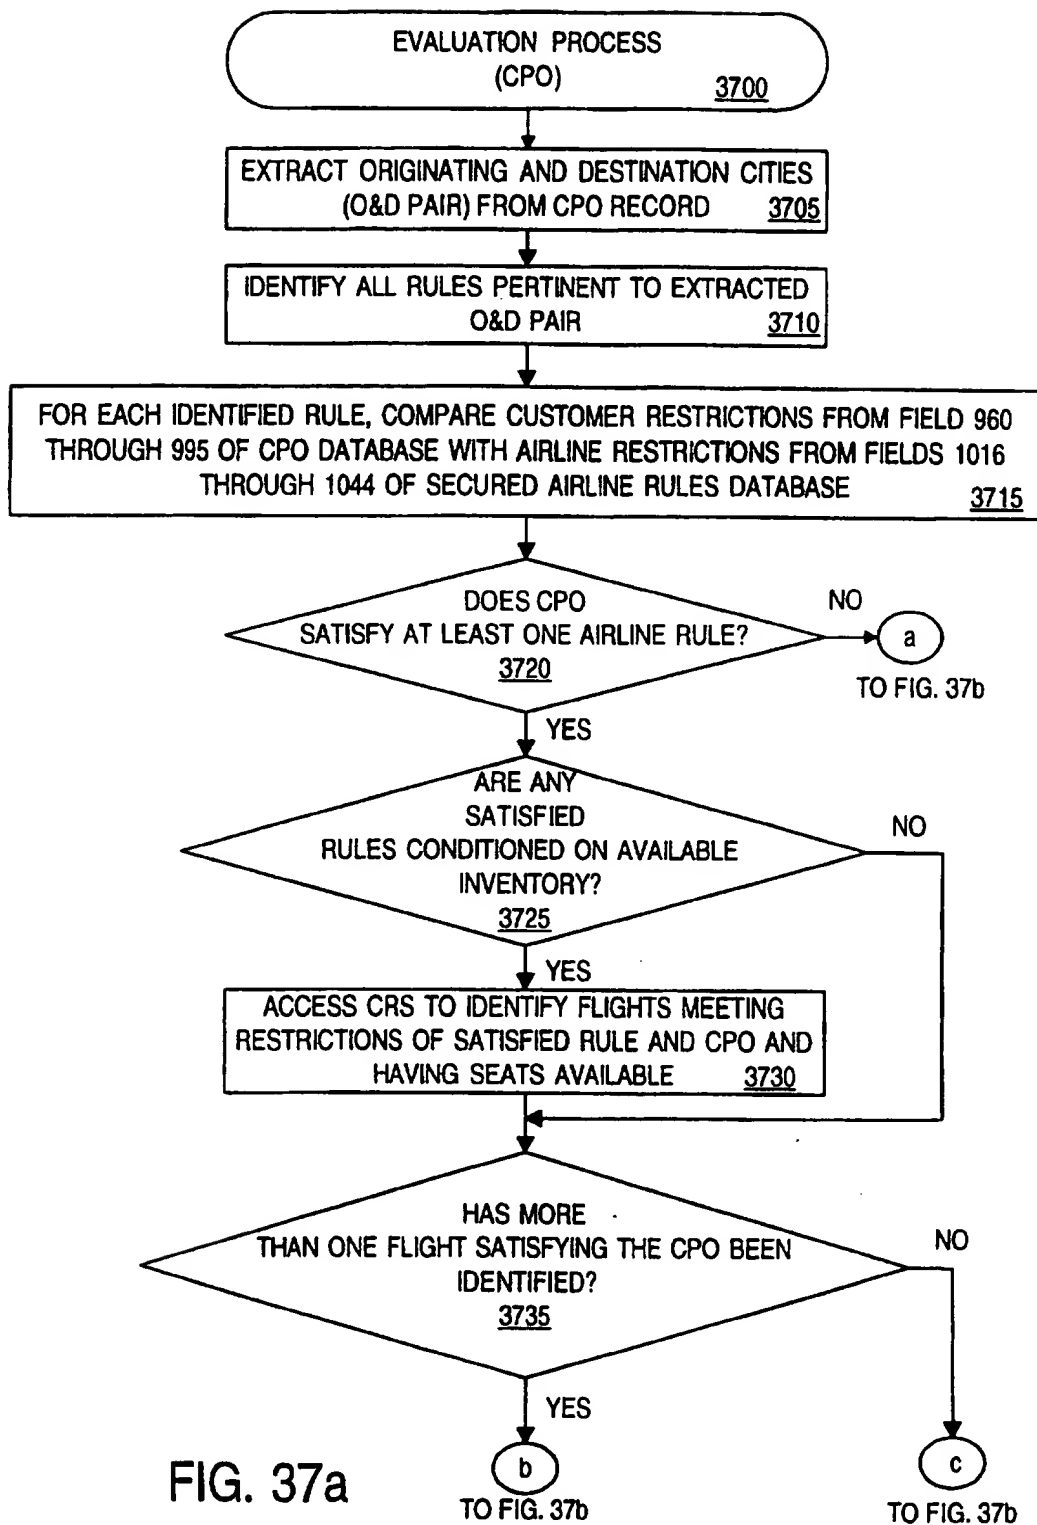 EVALUATION PROCESS
(CPO)
3700
EXTRACT ORIGINATING AND DESTINATION CITIES
(O&D PAIR) FROM CPO RECORD 3705
IDENTIFY ALL RULES PERTINENT TO EXTRACTED
O&D PAIR 3710
FOR EACH IDENTIFIED RULE, COMPARE CUSTOMER RESTRICTIONS FROM FIELD 960
THROUGH 995 OF CPO DATABASE WITH AIRLINE RESTRICTIONS FROM FIELDS 1016
THROUGH 1044 OF SECURED AIRLINE RULES DATABASE 3715
DOES CPO
SATISFY AT LEAST ONE AIRLINE RULE?
3720
NO
a
TO FIG. 37b
YES
ARE ANY
SATISFIED
RULES CONDITIONED ON AVAILABLE
INVENTORY?
3725
NO
YES
ACCESS CRS TO IDENTIFY FLIGHTS MEETING
RESTRICTIONS OF SATISFIED RULE AND CPO AND
HAVING SEATS AVAILABLE 3730
HAS MORE
THAN ONE FLIGHT SATISFYING THE CPO BEEN
IDENTIFIED?
3735
NO
YES
b
TO FIG. 37b
c
TO FIG. 37b
FIG. 37a